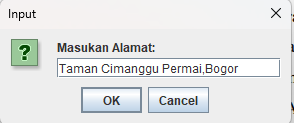 Input
Masukan Alamat:
Taman Cimanggu Permai,Bogor
OK Cancel